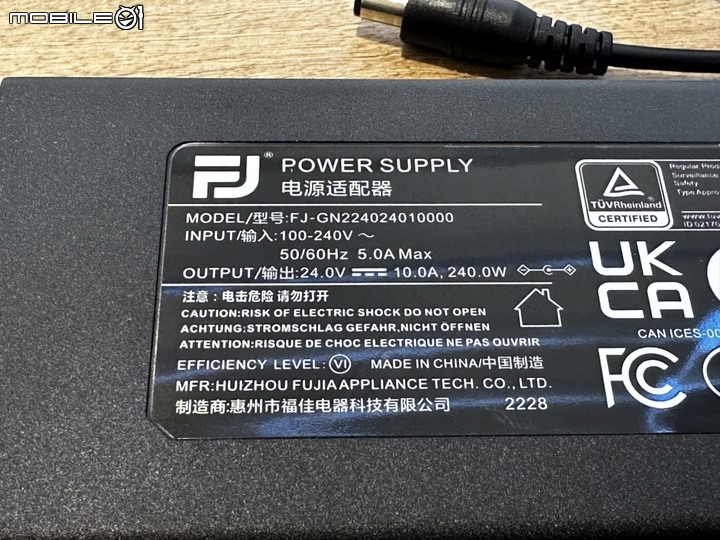 MOBILE01
FJ® POWER SUPPLY
电源适配器
MODEL/型号:FJ-GN224024010000
INPUT/输入:100-240V ～
50/60Hz 5.0A Max
OUTPUT/输出:24.0V ⎓ 10.0A, 240.0W
注意：电击危险 请勿打开
CAUTION:RISK OF ELECTRIC SHOCK DO NOT OPEN
ACHTUNG:STROMSCHLAG GEFAHR,NICHT ÖFFNEN
ATTENTION:RISQUE DE CHOC ELECTRIQUE NE PAS OUVRIR
EFFICIENCY LEVEL: VI MADE IN CHINA/中国制造
MFR:HUIZHOU FUJIA APPLIANCE TECH. CO., LTD.
制造商:惠州市福佳电器科技有限公司 2228
TÜVRheinland
CERTIFIED
Safety
UK
CA
CAN ICES-00
FC